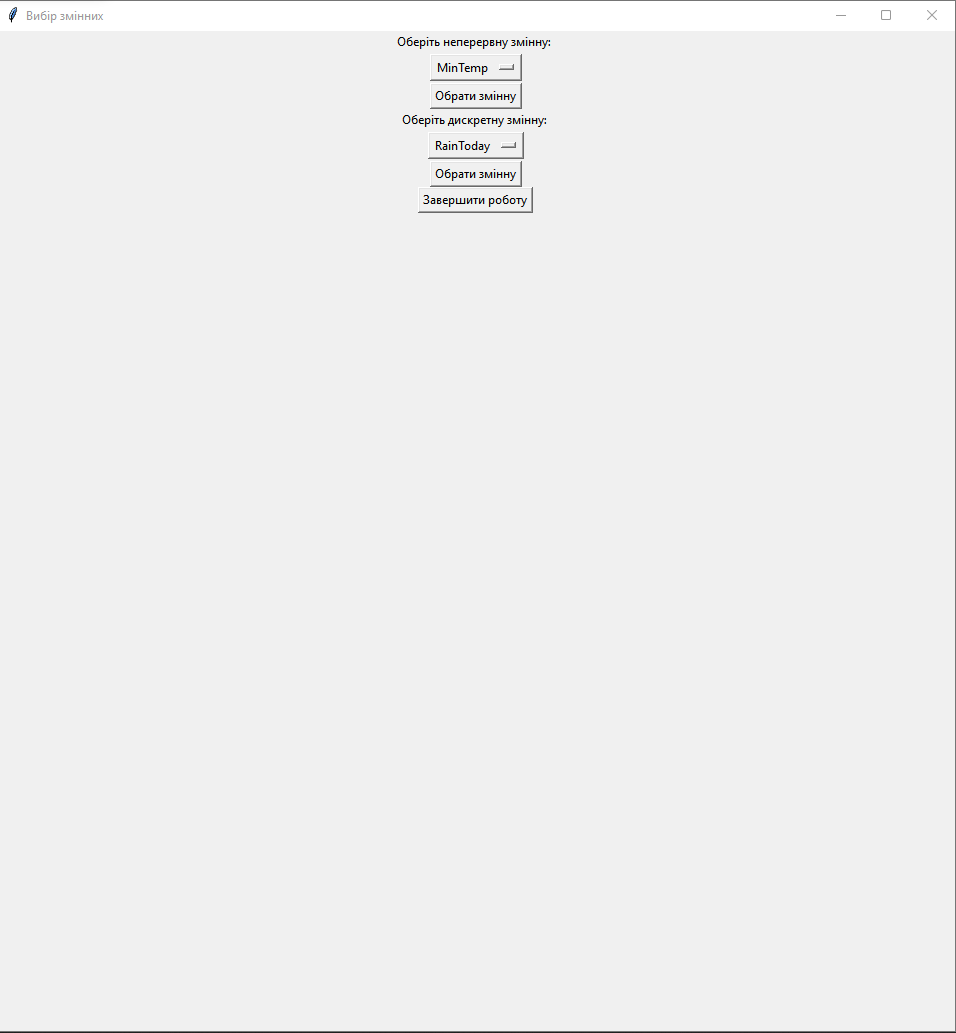 Вибір змінних
Оберіть неперервну змінну:
MinTemp
Обрати змінну
Оберіть дискретну змінну:
RainToday
Обрати змінну
Завершити роботу